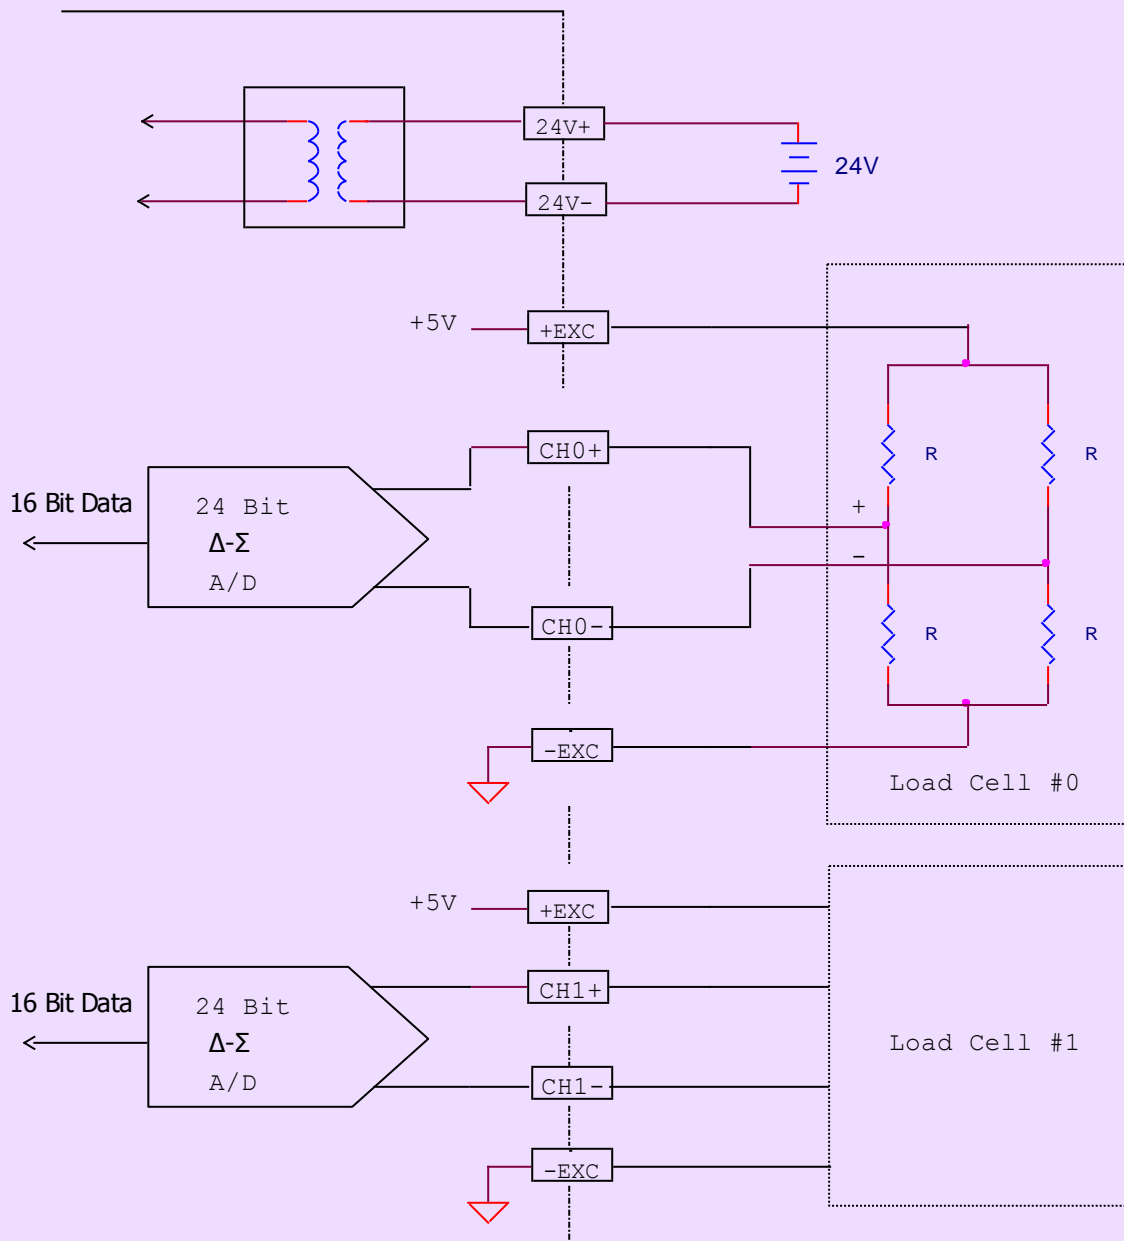 24V+
24V
24V-
+5V
+EXC
CH0+
R
R
16 Bit Data
24 Bit
Δ-Σ
A/D
+
-
CH0-
R
R
-EXC
Load Cell #0
+5V
+EXC
CH1+
16 Bit Data
24 Bit
Δ-Σ
A/D
Load Cell #1
CH1-
-EXC